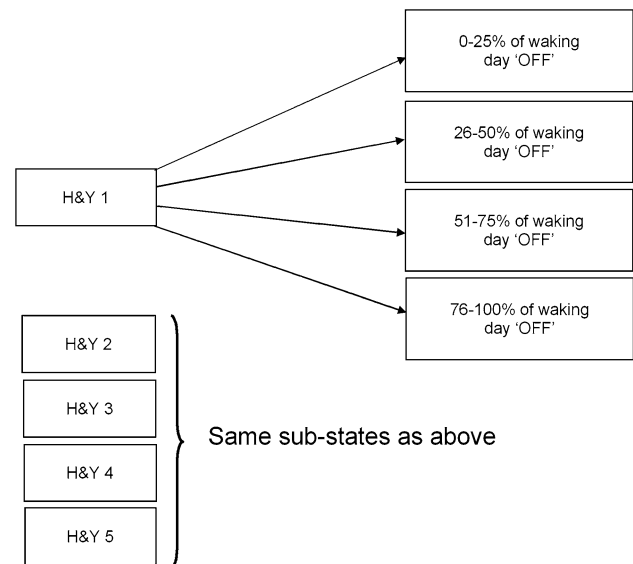 0-25% of waking
day ‘OFF’
26-50% of waking
day ‘OFF’
H&Y 1
51-75% of waking
day ‘OFF’
76-100% of waking
day ‘OFF’
H&Y 2
H&Y 3
Same sub-states as above
H&Y 4
H&Y 5